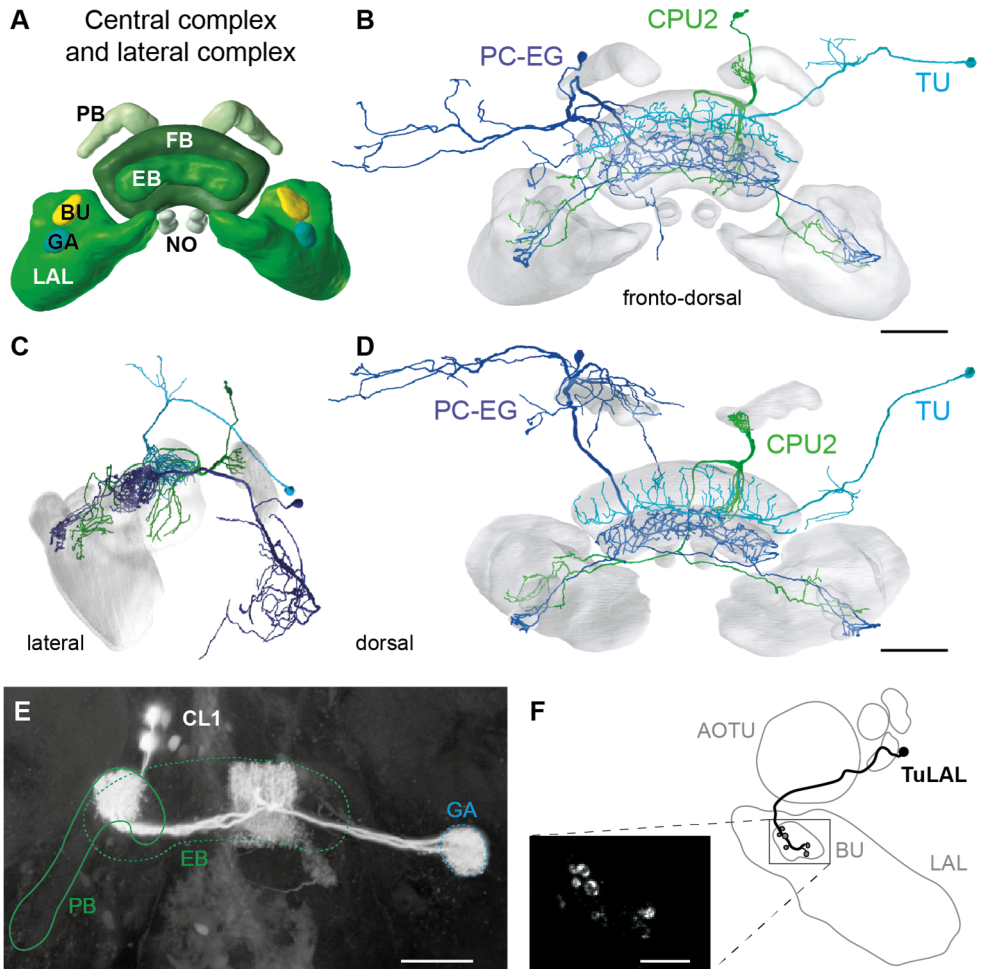 A
Central complex
and lateral complex
PB
FB
EB
BU
GA
LAL
NO
B
PC-EG
CPU2
TU
fronto-dorsal
C
lateral
D
PC-EG
CPU2
TU
dorsal
E
CL1
GA
EB
PB
F
AOTU
TuLAL
BU
LAL